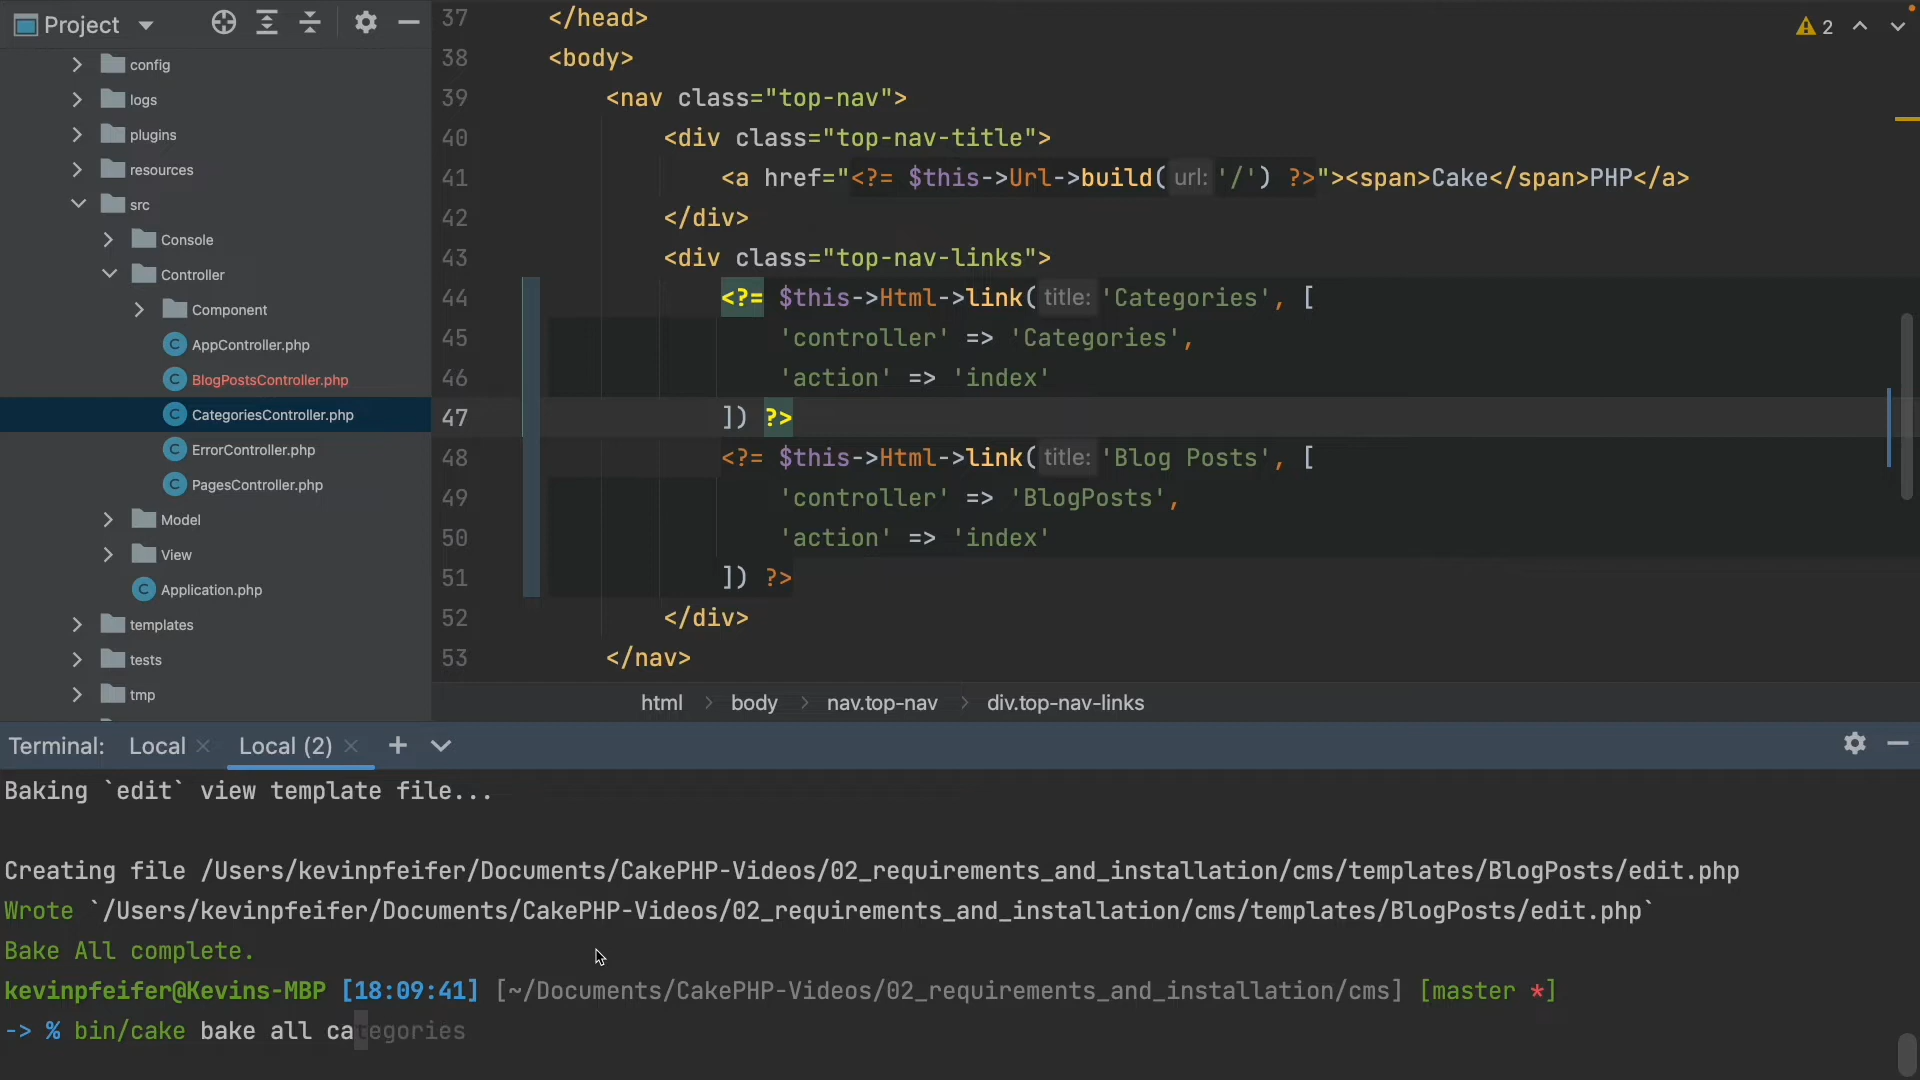 Project
config
logs
plugins
resources
src
Console
Controller
Component
AppController.php
BlogPostsController.php
CategoriesController.php
ErrorController.php
PagesController.php
Model
View
Application.php
templates
tests
tmp
2
37 </head>
38 <body>
39 <nav class="top-nav">
40 <div class="top-nav-title">
41 <a href="<?= $this->Url->build( url: '/') ?>"><span>Cake</span>PHP</a>
42 </div>
43 <div class="top-nav-links">
44 <?= $this->Html->link( title: 'Categories', [
45 'controller' => 'Categories',
46 'action' => 'index'
47 ]) ?>
48 <?= $this->Html->link( title: 'Blog Posts', [
49 'controller' => 'BlogPosts',
50 'action' => 'index'
51 ]) ?>
52 </div>
53 </nav>
html body nav.top-nav div.top-nav-links
Terminal: Local Local (2)
Baking `edit` view template file...
Creating file /Users/kevinpfeifer/Documents/CakePHP-Videos/02_requirements_and_installation/cms/templates/BlogPosts/edit.php
Wrote `/Users/kevinpfeifer/Documents/CakePHP-Videos/02_requirements_and_installation/cms/templates/BlogPosts/edit.php`
Bake All complete.
kevinpfeifer@Kevins-MBP [18:09:41] [~/Documents/CakePHP-Videos/02_requirements_and_installation/cms] [master *]
-> % bin/cake bake all categories